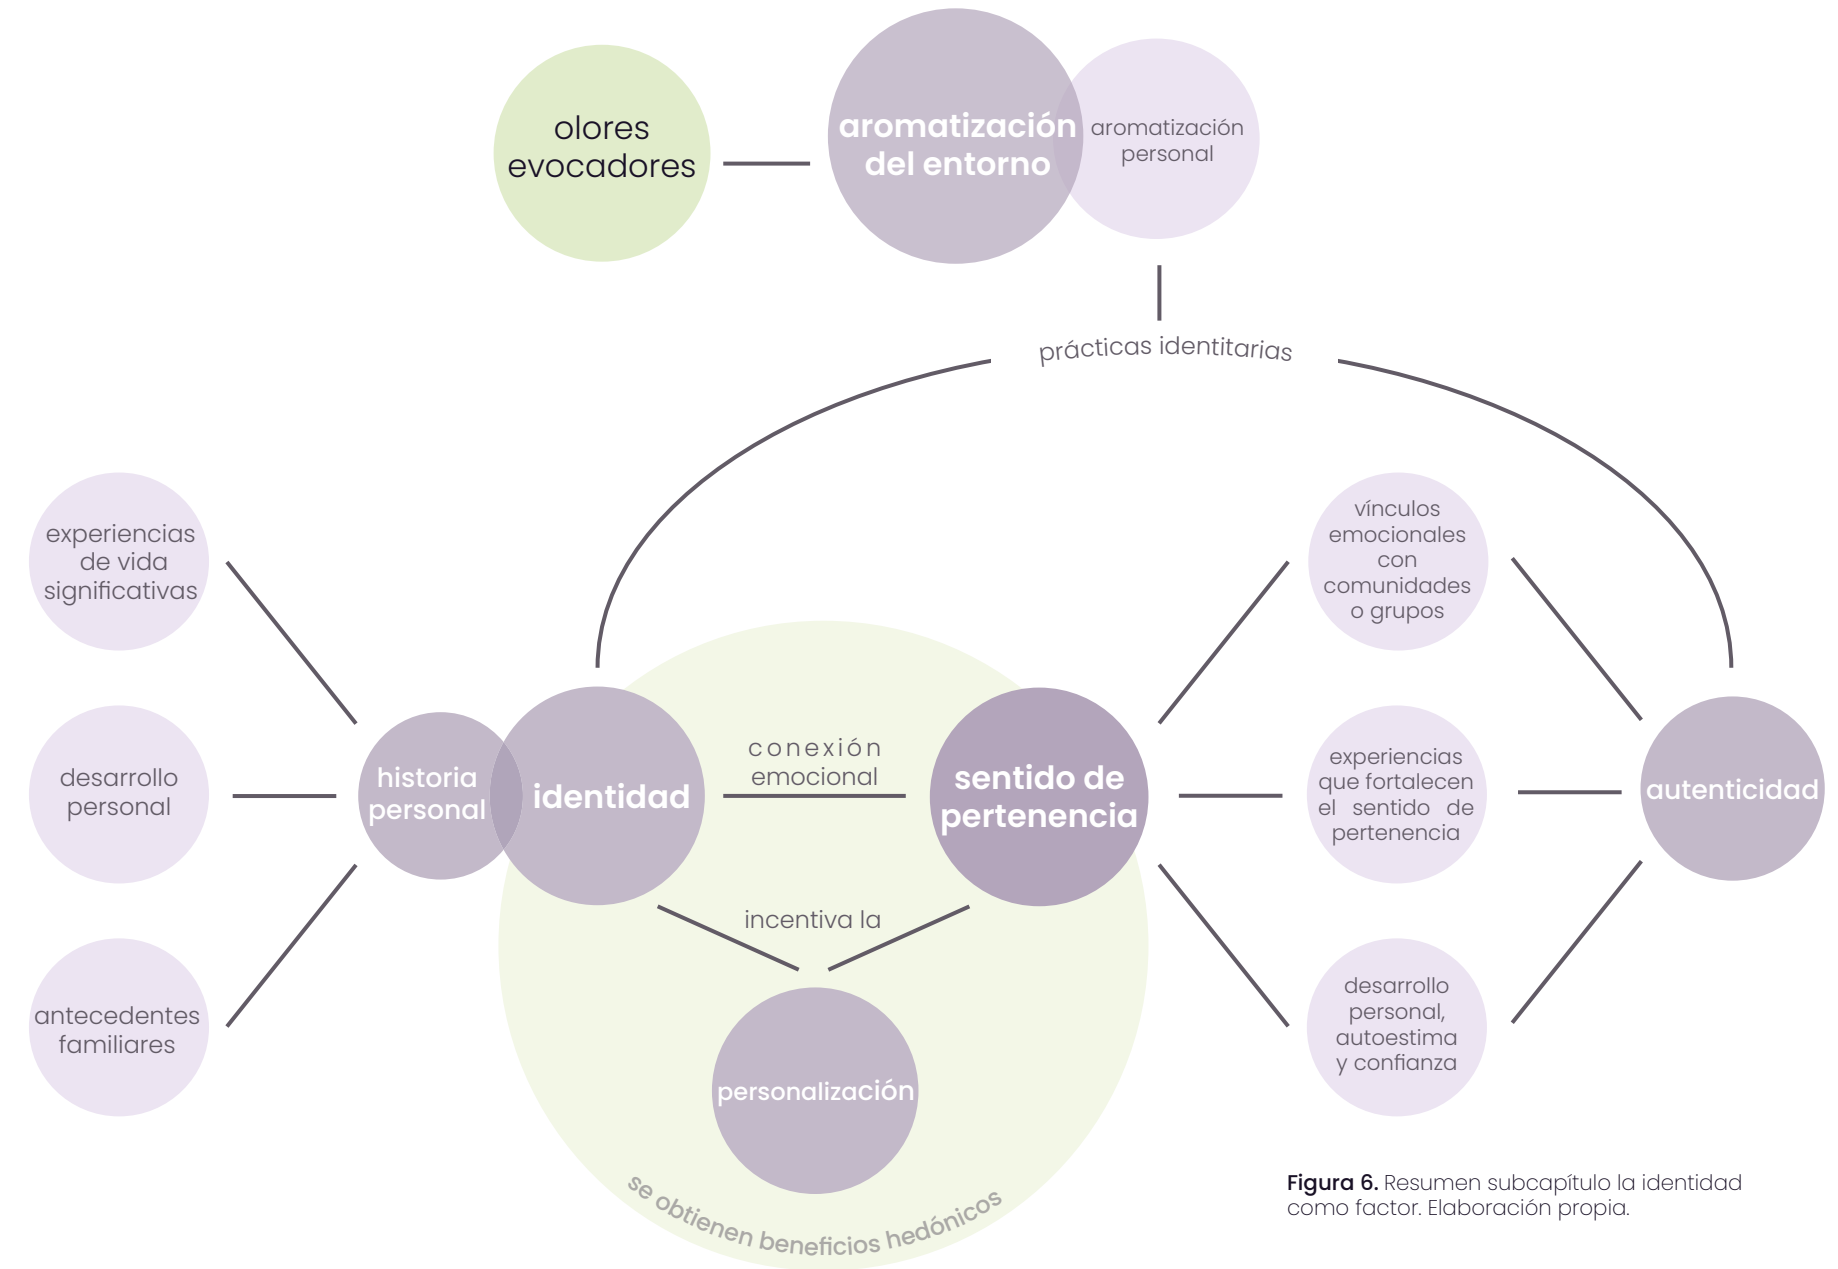 olores
evocadores
aromatización
del entorno
aromatización
personal
prácticas identitarias
experiencias
de vida
significativas
desarrollo
personal
antecedentes
familiares
historia
personal
identidad
conexión
emocional
sentido de
pertenencia
incentiva la
personalización
se obtienen beneficios hedónicos
vínculos
emocionales
con
comunidades
o grupos
experiencias
que fortalecen
el sentido de
pertenencia
desarrollo
personal,
autoestima
y confianza
autenticidad
Figura 6. Resumen subcapítulo la identidad
como factor. Elaboración propia.